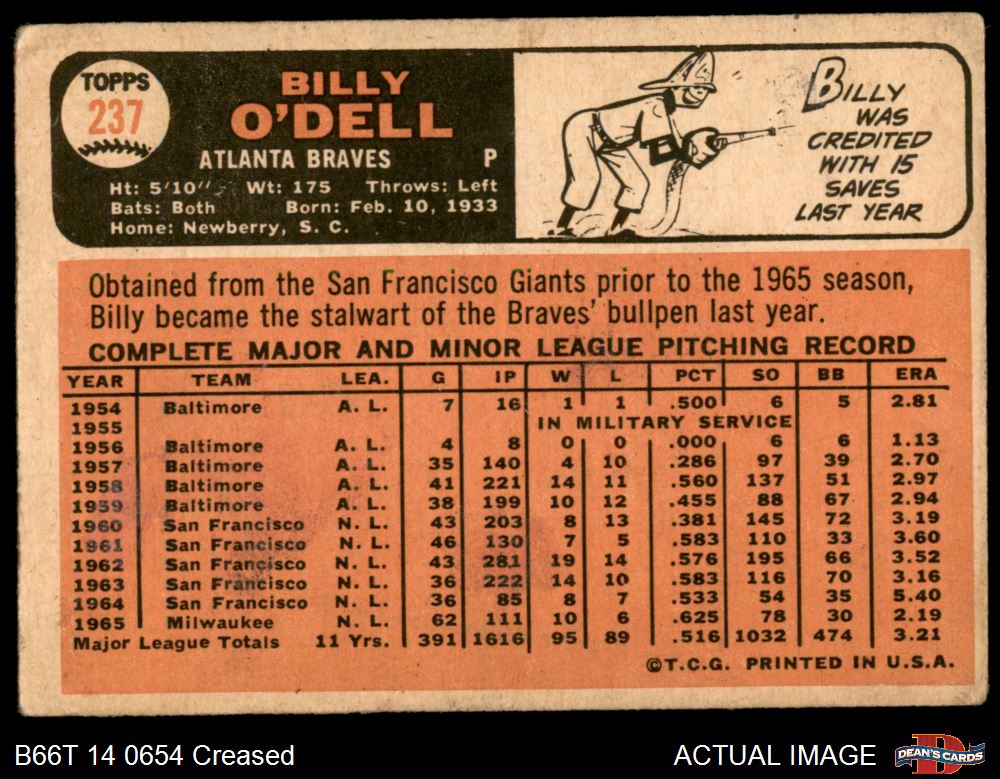 TOPPS
237
BILLY
O'DELL
ATLANTA BRAVES P
Ht: 5'10" Wt: 175 Throws: Left
Bats: Both Born: Feb. 10, 1933
Home: Newberry, S. C.
BILLY
WAS
CREDITED
WITH 15
SAVES
LAST YEAR
Obtained from the San Francisco Giants prior to the 1965 season,
Billy became the stalwart of the Braves' bullpen last year.
COMPLETE MAJOR AND MINOR LEAGUE PITCHING RECORD
YEAR TEAM LEA. G IP W L PCT SO BB ERA
1954 Baltimore A. L. 7 16 1 1 .500 6 5 2.81
1955 IN MILITARY SERVICE
1956 Baltimore A. L. 4 8 0 0 .000 6 6 1.13
1957 Baltimore A. L. 35 140 4 10 .286 97 39 2.70
1958 Baltimore A. L. 41 221 14 11 .560 137 51 2.97
1959 Baltimore A. L. 38 199 10 12 .455 88 67 2.94
1960 San Francisco N. L. 43 203 8 13 .381 145 72 3.19
1961 San Francisco N. L. 46 130 7 5 .583 110 33 3.60
1962 San Francisco N. L. 43 281 19 14 .576 195 66 3.52
1963 San Francisco N. L. 36 222 14 10 .583 116 70 3.16
1964 San Francisco N. L. 36 85 8 7 .533 54 35 5.40
1965 Milwaukee N. L. 62 111 10 6 .625 78 30 2.19
Major League Totals 11 Yrs. 391 1616 95 89 .516 1032 474 3.21
©T.C.G. PRINTED IN U.S.A.
B66T 14 0654 Creased
ACTUAL IMAGE
DEAN'S CARDS